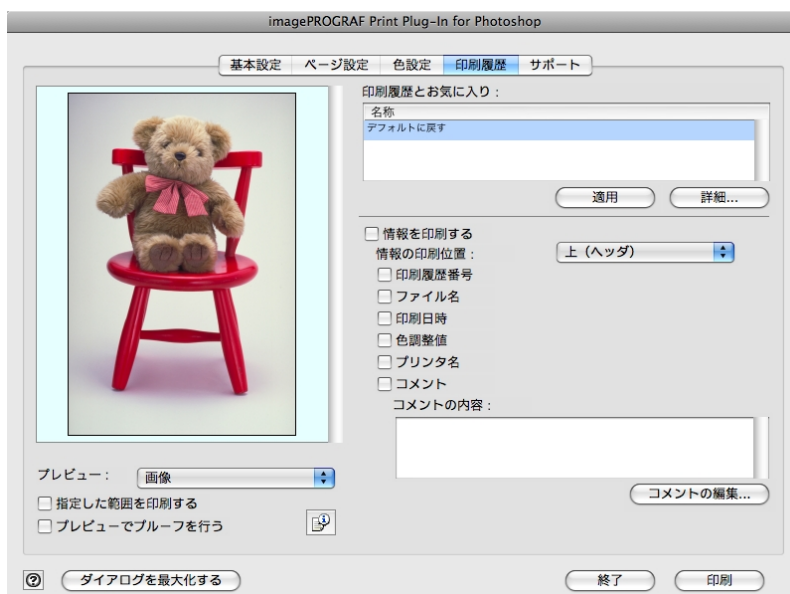 imagePROGRAF Print Plug-In for Photoshop
基本設定 ページ設定 色設定 印刷履歴 サポート
印刷履歴とお気に入り：
名称
デフォルトに戻す
適用 詳細...
情報を印刷する
情報の印刷位置： 上（ヘッダ）
印刷履歴番号
ファイル名
印刷日時
色調整値
プリンタ名
コメント
コメントの内容：
コメントの編集...
プレビュー： 画像
指定した範囲を印刷する
プレビューでプルーフを行う
? ダイアログを最大化する 終了 印刷